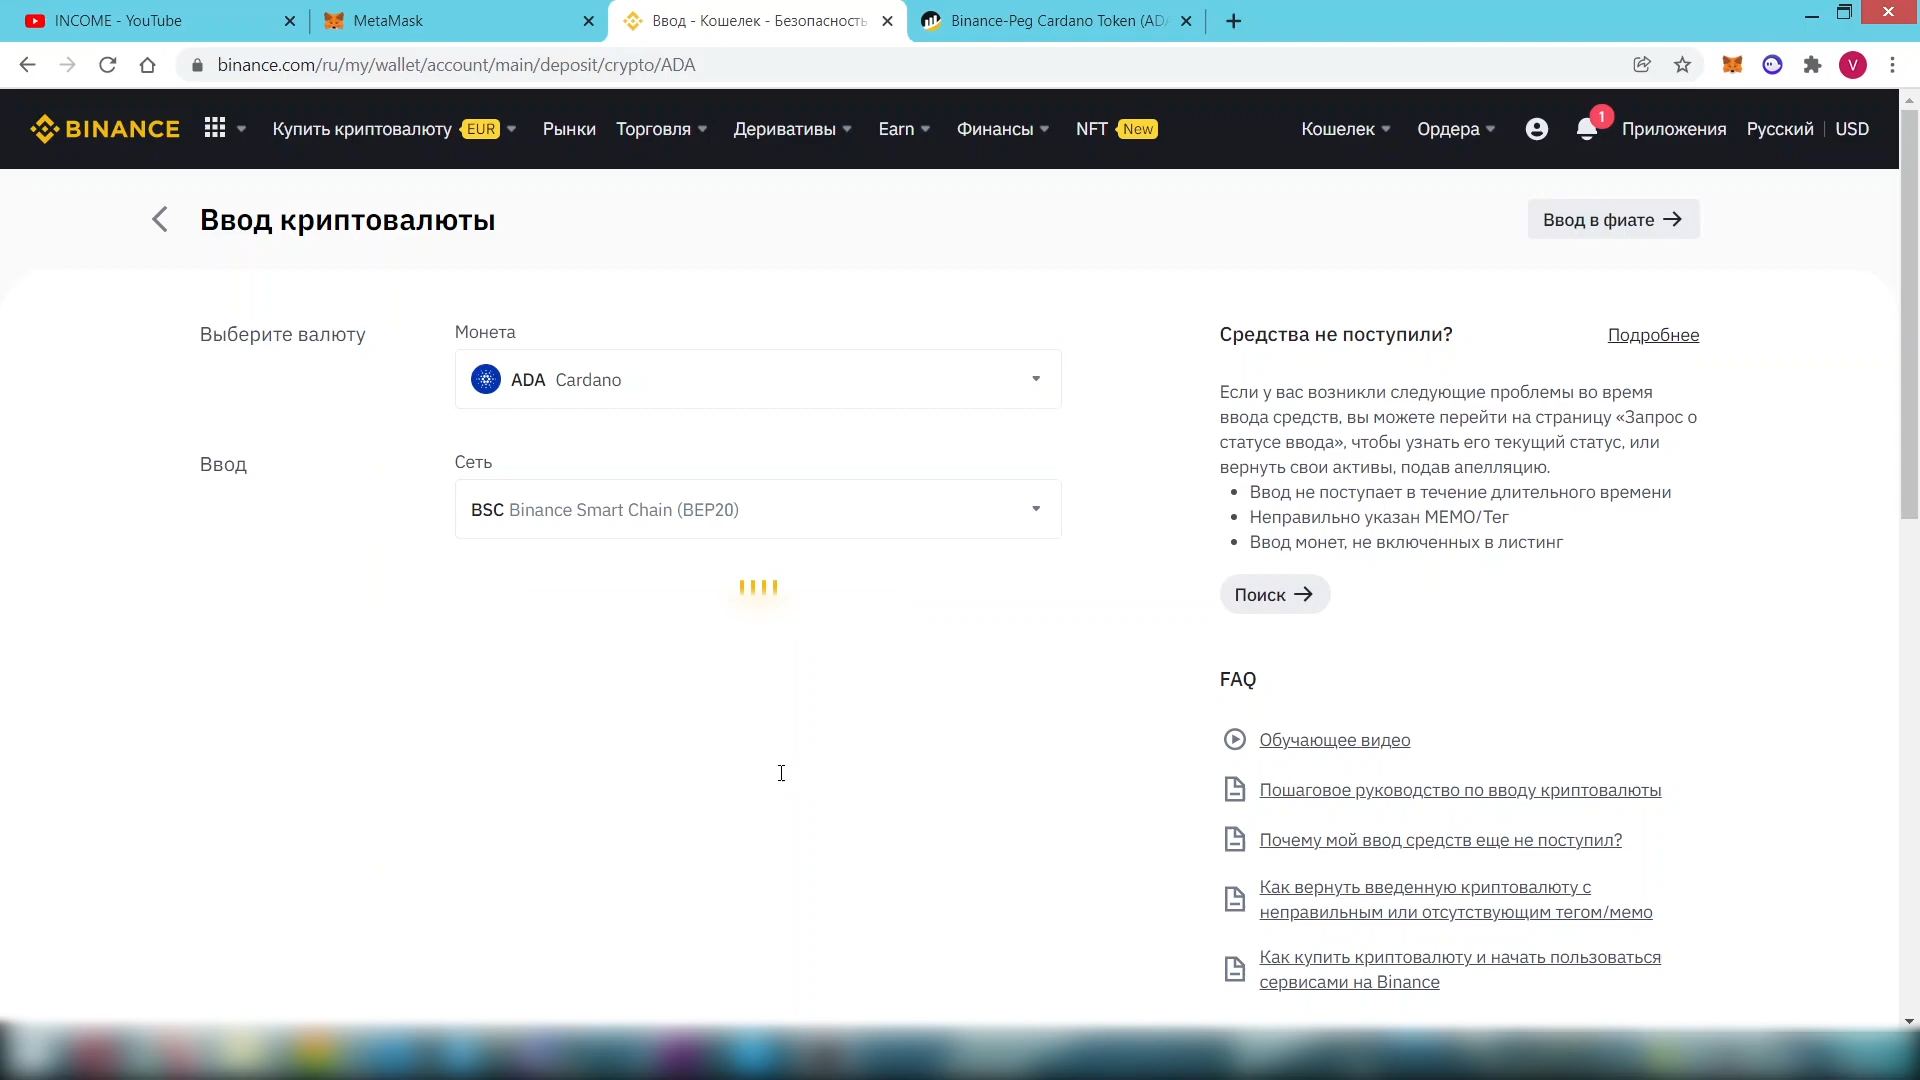 INCOME - YouTube
MetaMask
Ввод - Кошелек - Безопасность
Binance-Peg Cardano Token (ADA
binance.com/ru/my/wallet/account/main/deposit/crypto/ADA
V
BINANCE
Купить криптовалюту EUR
Рынки
Торговля
Деривативы
Earn
Финансы
NFT New
Кошелек
Ордера
1
Приложения
Русский
USD
Ввод криптовалюты
Ввод в фиате
Выберите валюту
Монета
ADA Cardano
Ввод
Сеть
BSC Binance Smart Chain (BEP20)
Средства не поступили?
Подробнее
Если у вас возникли следующие проблемы во время
ввода средств, вы можете перейти на страницу «Запрос о
статусе ввода», чтобы узнать его текущий статус, или
вернуть свои активы, подав апелляцию.
Ввод не поступает в течение длительного времени
Неправильно указан МЕМО/Тег
Ввод монет, не включенных в листинг
Поиск
FAQ
Обучающее видео
Пошаговое руководство по вводу криптовалюты
Почему мой ввод средств еще не поступил?
Как вернуть введенную криптовалюту с
неправильным или отсутствующим тегом/мемо
Как купить криптовалюту и начать пользоваться
сервисами на Binance